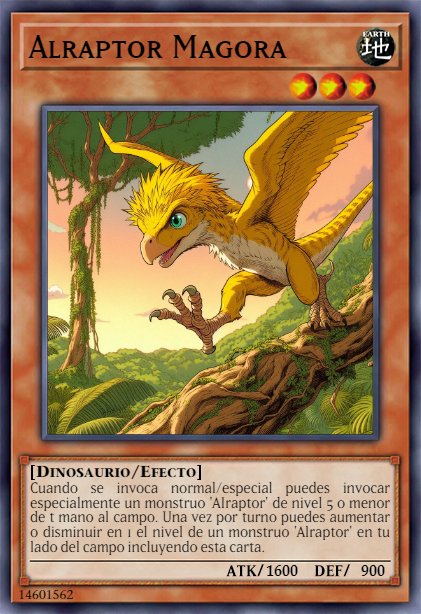 Alraptor Magora
EARTH
地
[Dinosaurio/Efecto]
Cuando se invoca normal/especial puedes invocar
especialmente un monstruo 'Alraptor' de nivel 5 o menor
de t mano al campo. Una vez por turno puedes aumentar
o disminuir en 1 el nivel de un monstruo 'Alraptor' en tu
lado del campo incluyendo esta carta.
ATK/1600 DEF/ 900
14601562